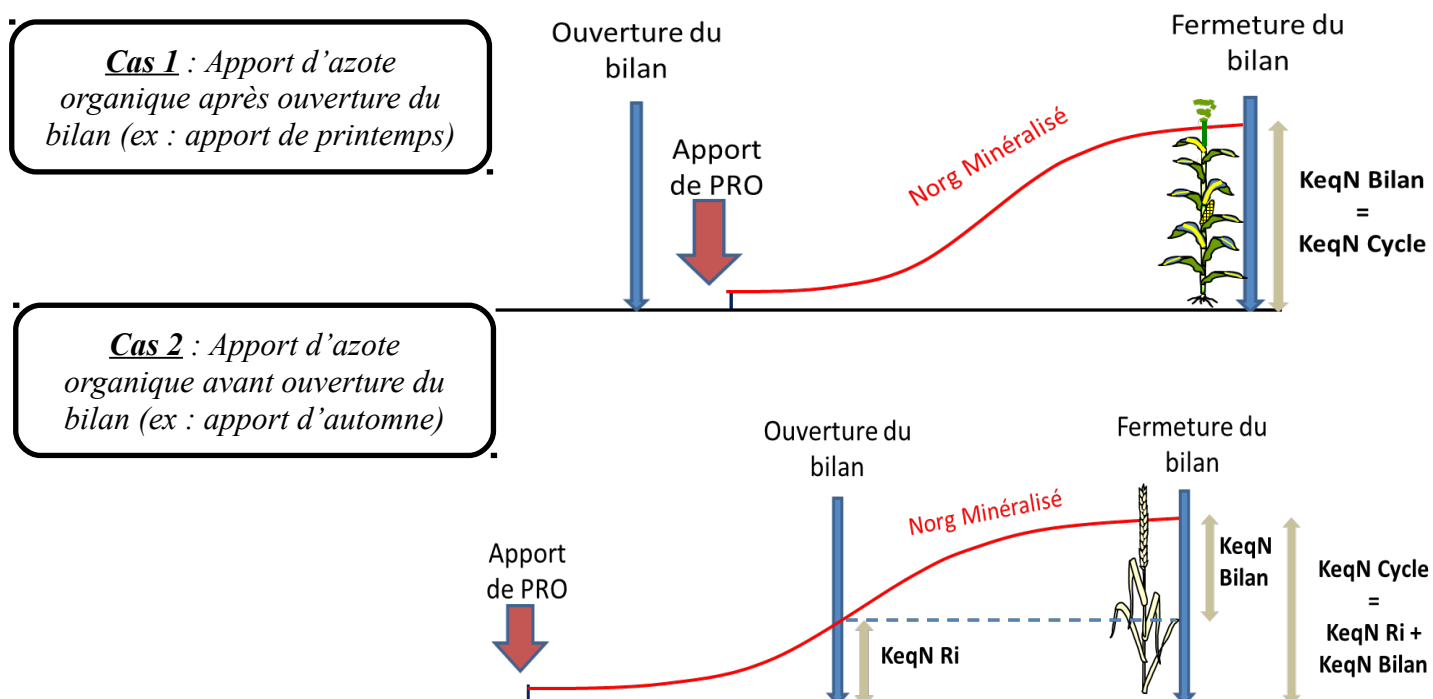 Cas 1 : Apport d’azote
organique après ouverture du
bilan (ex : apport de printemps)
Ouverture du
bilan
Fermeture du
bilan
Apport
de PRO
Norg Minéralisé
KeqN Bilan
=
KeqN Cycle
Cas 2 : Apport d’azote
organique avant ouverture du
bilan (ex : apport d’automne)
Ouverture du
bilan
Fermeture du
bilan
Apport
de PRO
Norg Minéralisé
KeqN Ri
KeqN
Bilan
KeqN Cycle
=
KeqN Ri +
KeqN Bilan